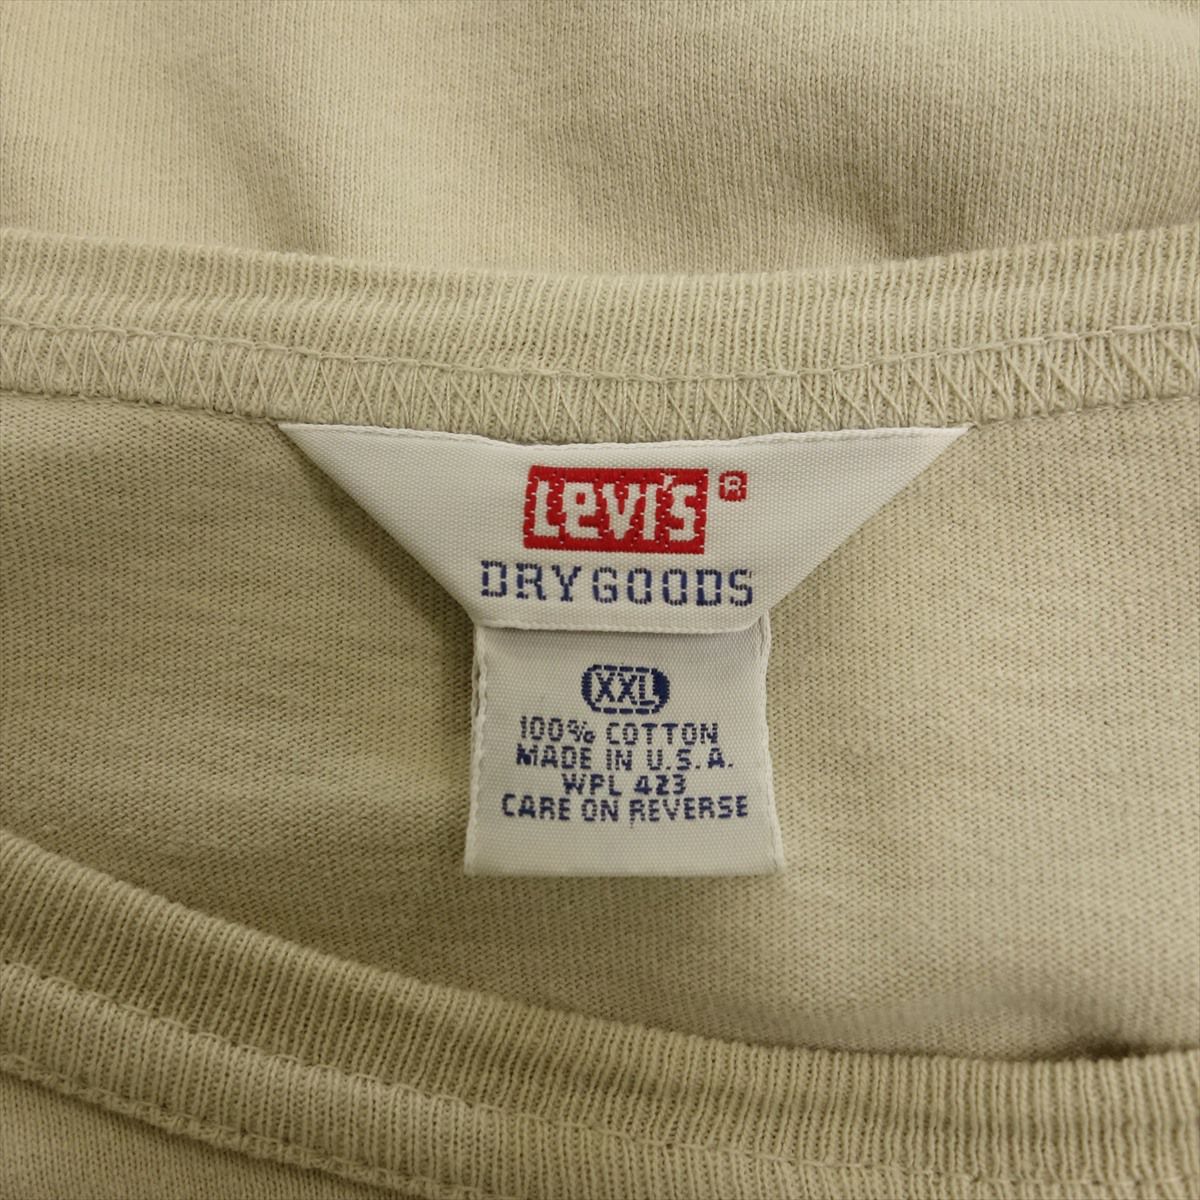 Levi's ®
DRY GOODS
XXL
100% COTTON
MADE IN U.S.A.
WPL 423
CARE ON REVERSE